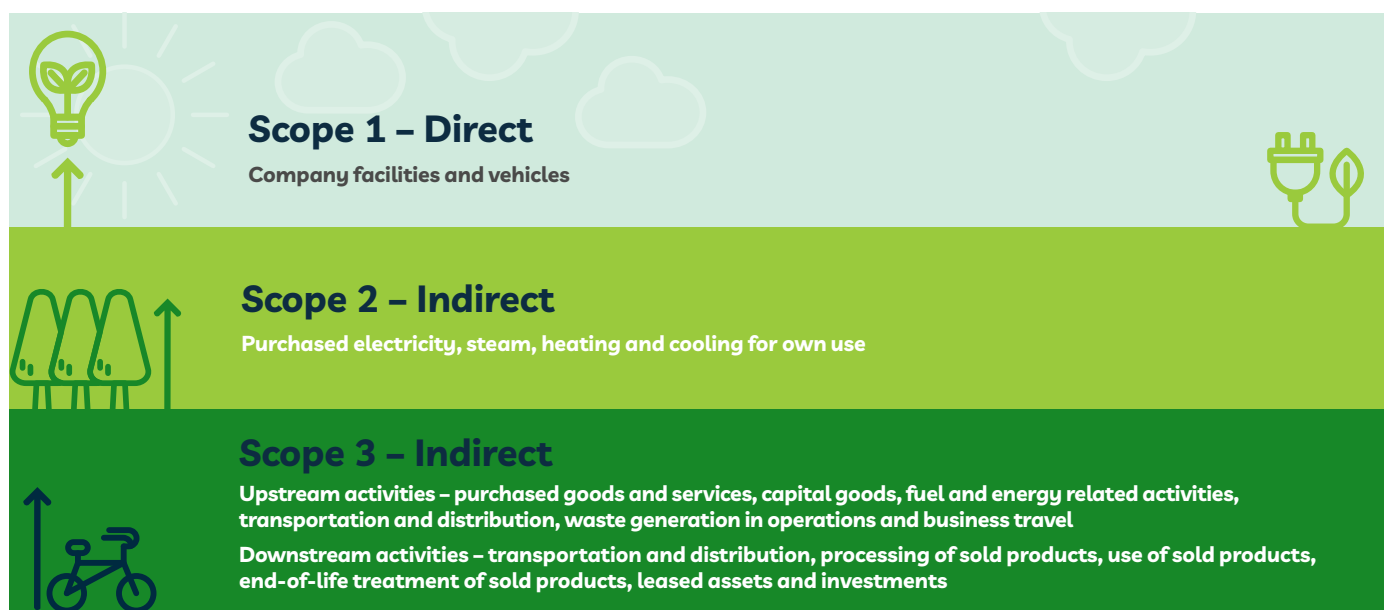 Scope 1 – Direct
Company facilities and vehicles
Scope 2 – Indirect
Purchased electricity, steam, heating and cooling for own use
Scope 3 – Indirect
Upstream activities – purchased goods and services, capital goods, fuel and energy related activities,
transportation and distribution, waste generation in operations and business travel
Downstream activities – transportation and distribution, processing of sold products, use of sold products,
end-of-life treatment of sold products, leased assets and investments